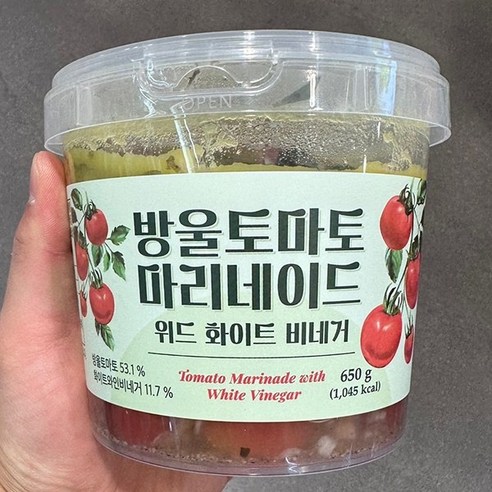 OPEN
방울토마토
마리네이드
위드 화이트 비네거
방울토마토 53.1 %
화이트와인비네거 11.7 %
Tomato Marinade with
White Vinegar
650 g
(1,045 kcal)